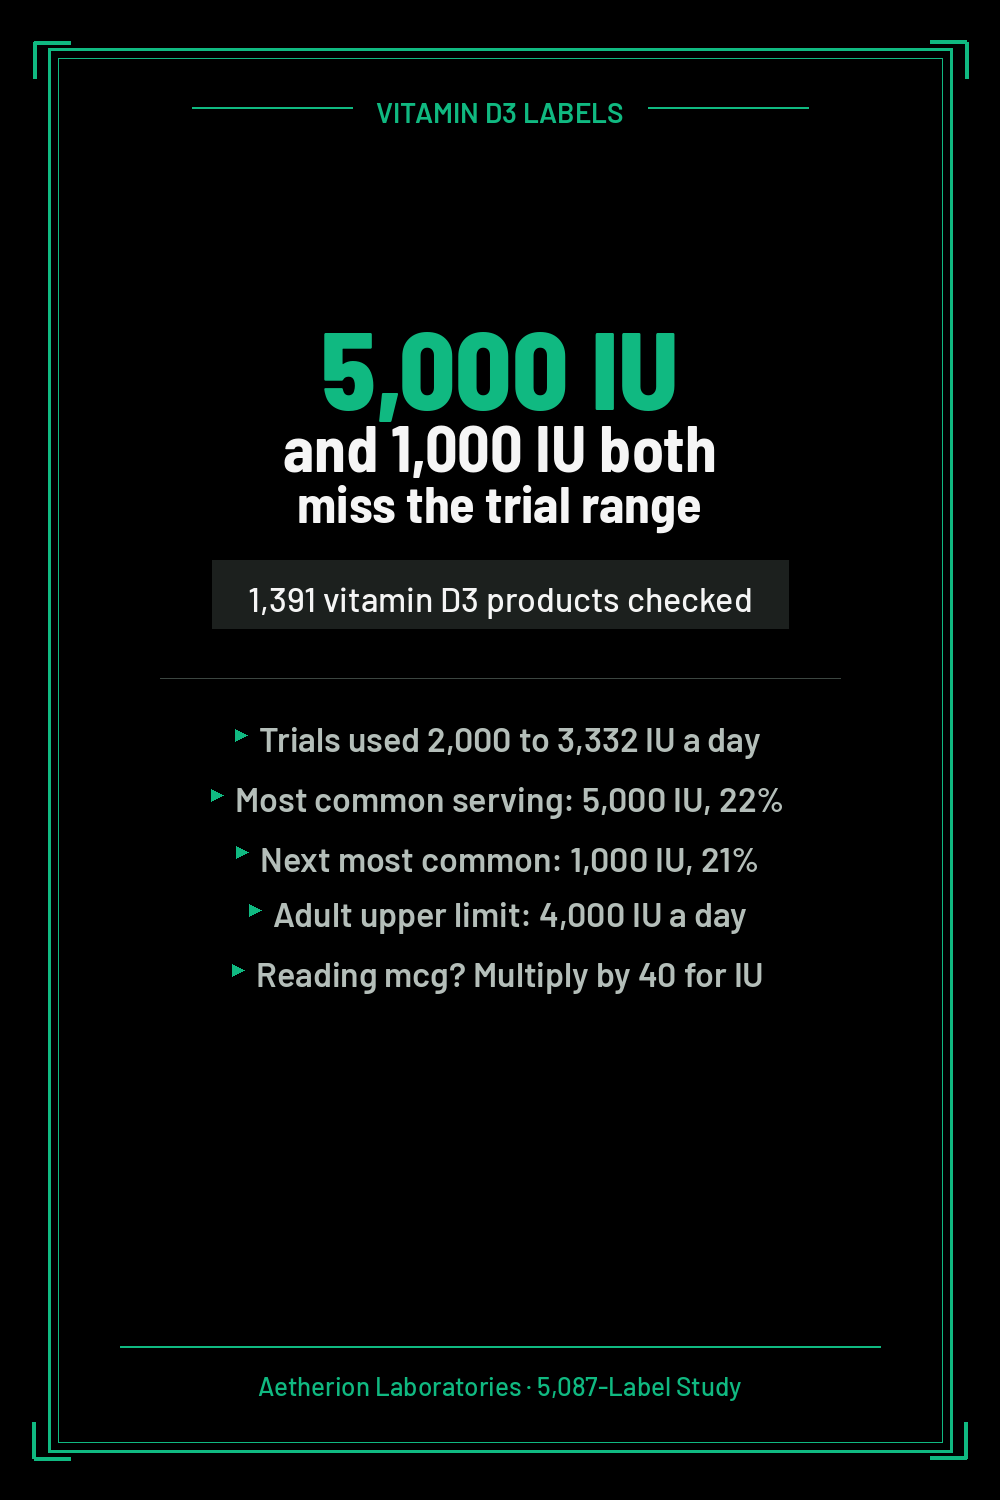 VITAMIN D3 LABELS
5,000 IU
and 1,000 IU both
miss the trial range
1,391 vitamin D3 products checked
Trials used 2,000 to 3,332 IU a day
Most common serving: 5,000 IU, 22%
Next most common: 1,000 IU, 21%
Adult upper limit: 4,000 IU a day
Reading mcg? Multiply by 40 for IU
Aetherion Laboratories · 5,087-Label Study